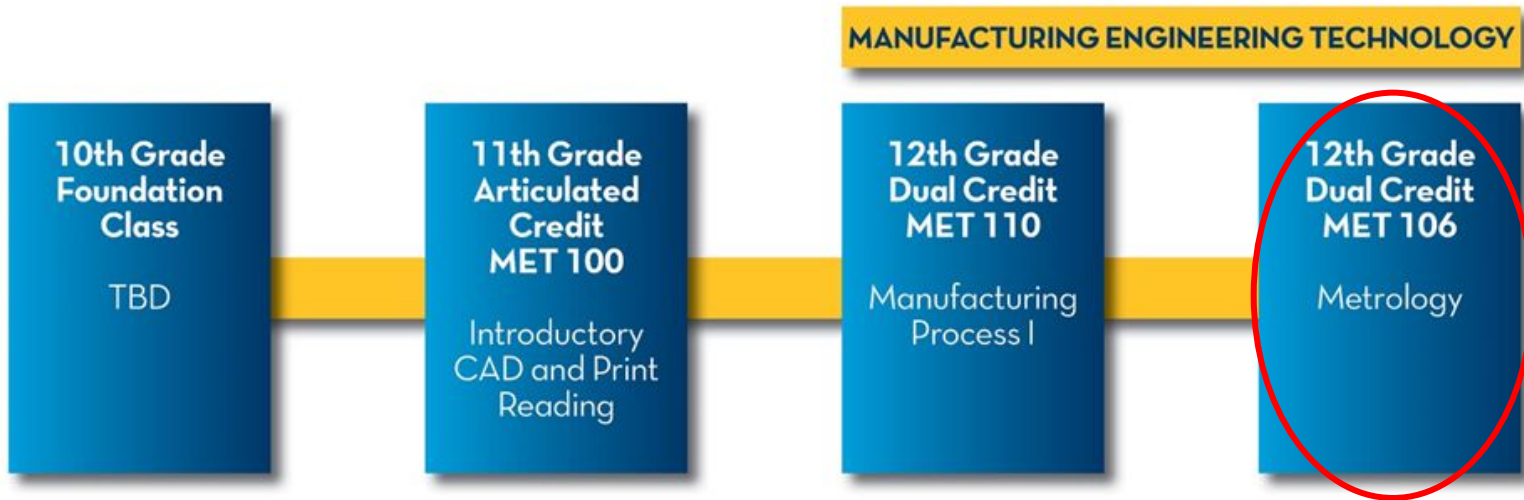 MANUFACTURING ENGINEERING TECHNOLOGY
10th Grade
Foundation
Class
TBD
11th Grade
Articulated
Credit
MET 100
Introductory
CAD and Print
Reading
12th Grade
Dual Credit
MET 110
Manufacturing
Process I
12th Grade
Dual Credit
MET 106
Metrology